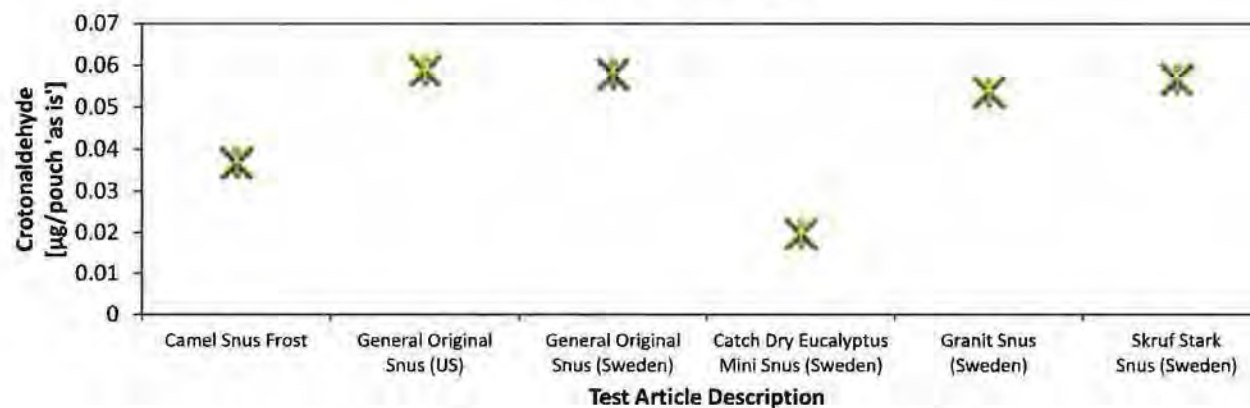 0.07
0.06
0.05
0.04
0.03
0.02
0.01
0
Crotonaldehyde
[µg/pouch 'as is']
Camel Snus Frost
General Original
Snus (US)
General Original
Snus (Sweden)
Catch Dry Eucalyptus
Mini Snus (Sweden)
Granit Snus
(Sweden)
Skruf Stark
Snus (Sweden)
Test Article Description